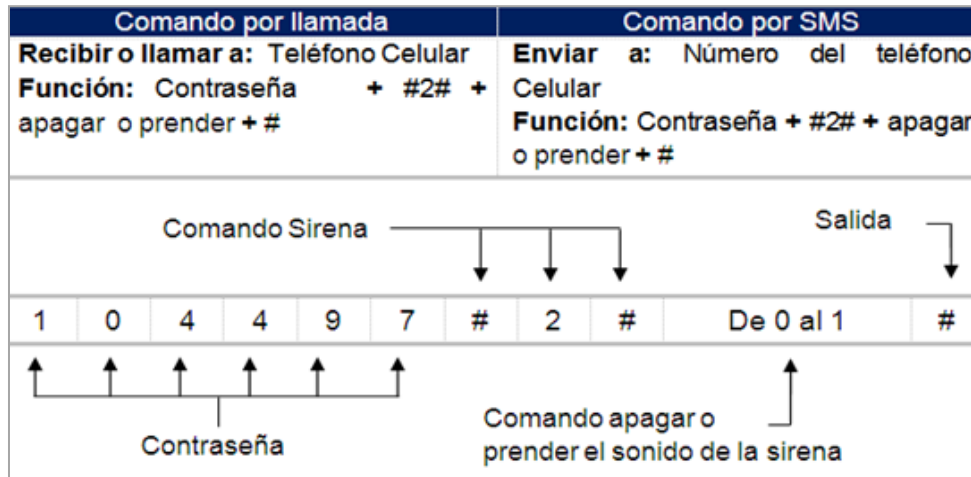 Comando por llamada
Recibir o llamar a: Teléfono Celular
Función: Contraseña + #2# +
apagar o prender + #
Comando por SMS
Enviar a: Número del teléfono
Celular
Función: Contraseña + #2# + apagar
o prender + #
Comando Sirena
Salida
1 0 4 4 9 7 # 2 # De 0 al 1 #
Contraseña
Comando apagar o
prender el sonido de la sirena